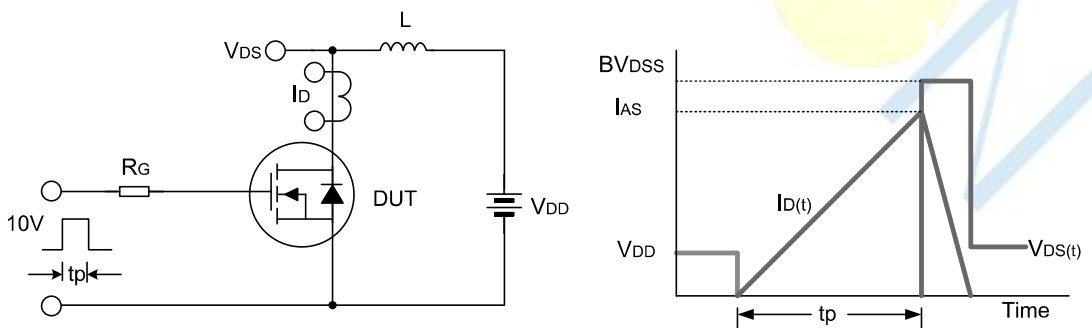 VDS
L
ID
RG
DUT
VDD
10V
tp
BVDSS
IAS
ID(t)
VDD
VDS(t)
tp
Time